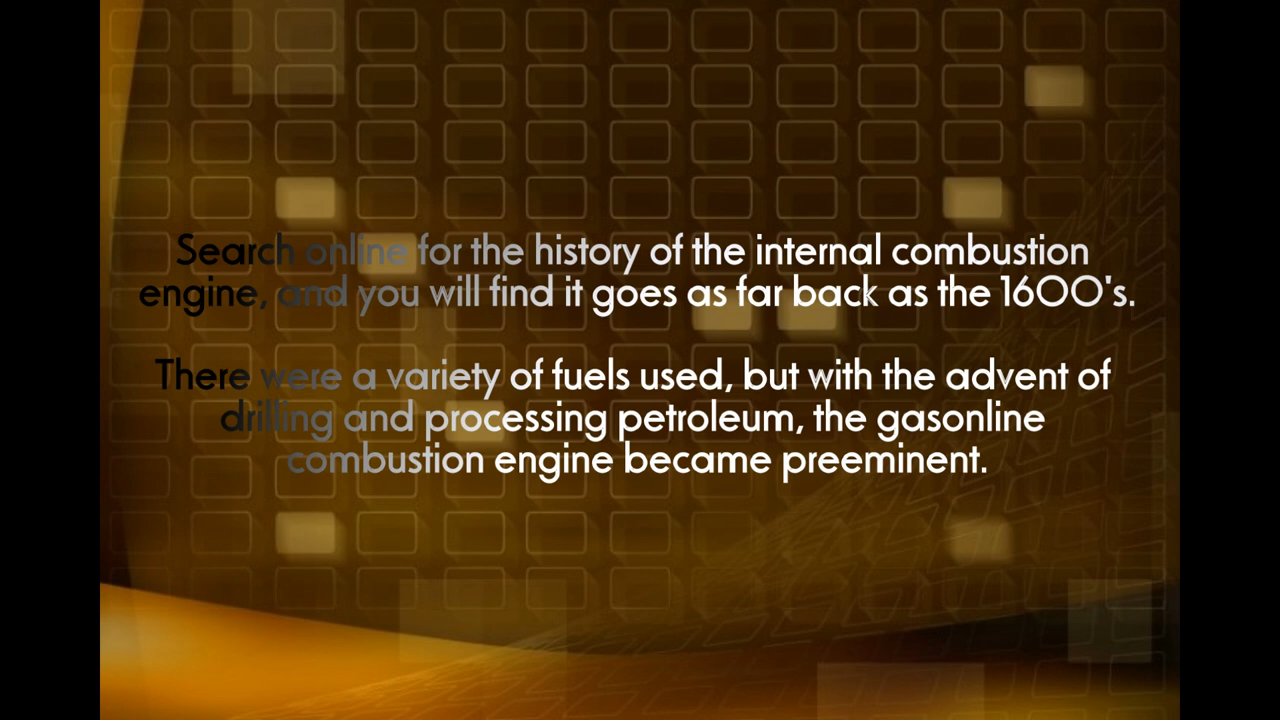 Search online for the history of the internal combustion
engine, and you will find it goes as far back as the 1600's.
There were a variety of fuels used, but with the advent of
drilling and processing petroleum, the gasonline
combustion engine became preeminent.